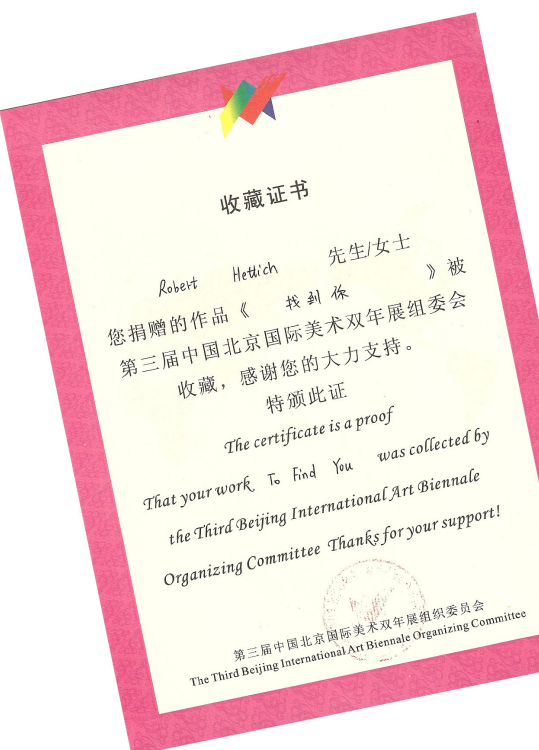 收藏证书
Robert Hettich 先生/女士
您捐赠的作品《 找到你 》被
第三届中国北京国际美术双年展组委会
收藏，感谢您的大力支持。
特颁此证
The certificate is a proof
That your work To Find You was collected by
the Third Beijing International Art Biennale
Organizing Committee Thanks for your support!
第三届中国北京国际美术双年展组织委员会
The Third Beijing International Art Biennale Organizing Committee